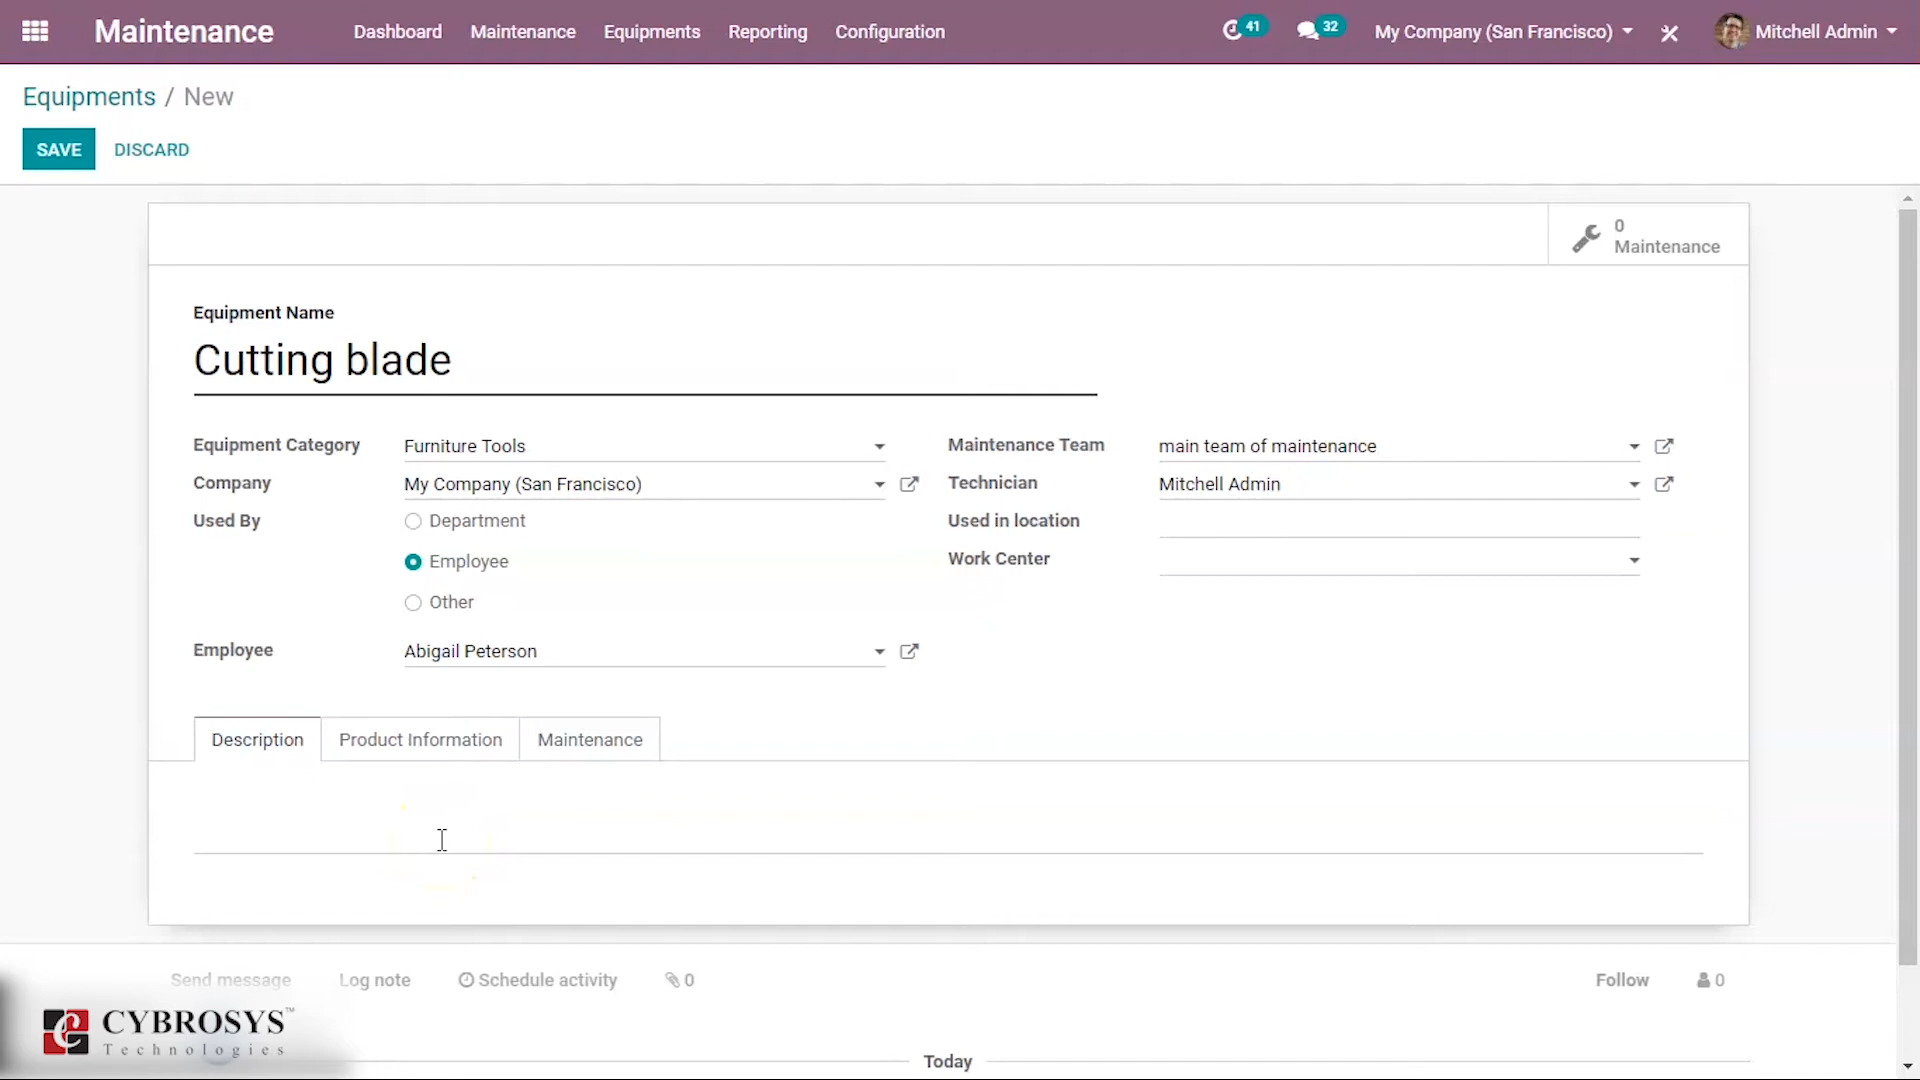 Maintenance Dashboard Maintenance Equipments Reporting Configuration 41 32 My Company (San Francisco) Mitchell Admin
Equipments / New
SAVE DISCARD
0
Maintenance
Equipment Name
Cutting blade
Equipment Category Furniture Tools
Company My Company (San Francisco)
Used By Department
Employee
Other
Employee Abigail Peterson
Maintenance Team main team of maintenance
Technician Mitchell Admin
Used in location
Work Center
Description Product Information Maintenance
Send message Log note Schedule activity 0 Follow 0
CYBROSYS™
Technologies
Today